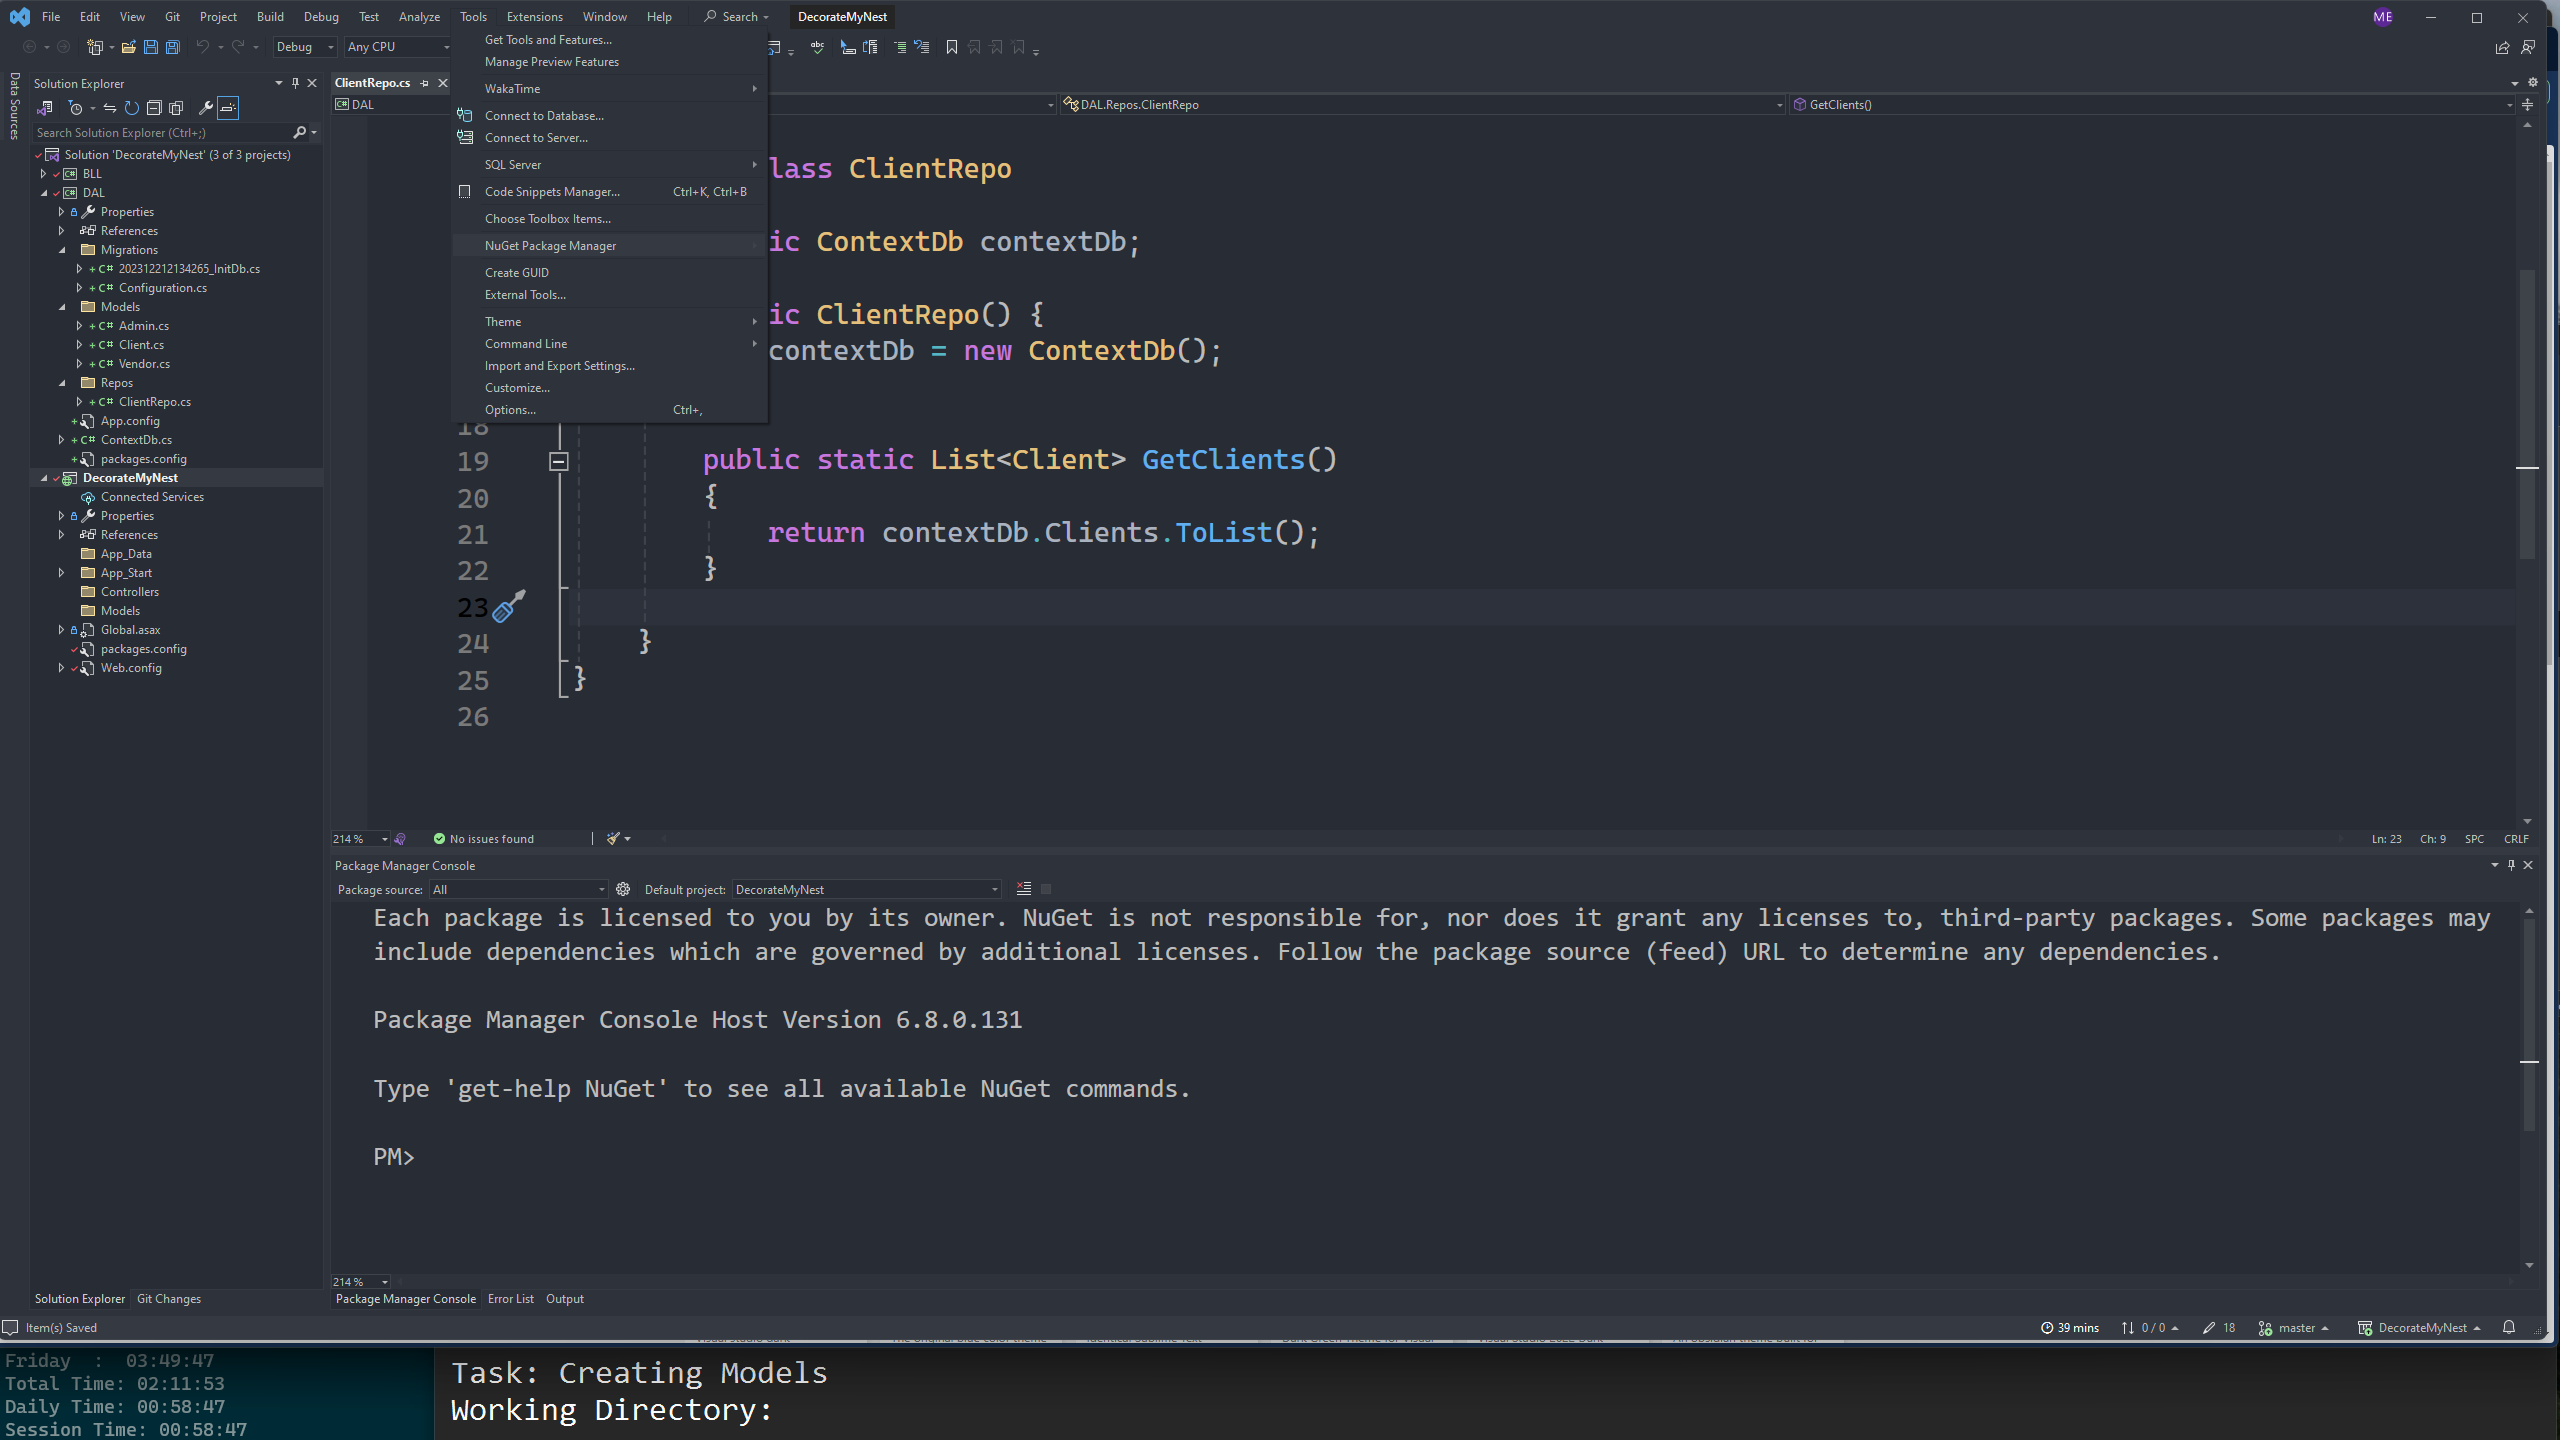 File Edit View Git Project Build Debug Test Analyze Tools Extensions Window Help Search DecorateMyNest ME
Debug Any CPU
Data Sources
Solution Explorer
Search Solution Explorer (Ctrl+;)
Solution 'DecorateMyNest' (3 of 3 projects)
BLL
DAL
Properties
References
Migrations
202312212134265_InitDb.cs
Configuration.cs
Models
Admin.cs
Client.cs
Vendor.cs
Repos
ClientRepo.cs
App.config
ContextDb.cs
packages.config
DecorateMyNest
Connected Services
Properties
References
App_Data
App_Start
Controllers
Models
Global.asax
packages.config
Web.config
Solution Explorer Git Changes
Get Tools and Features...
Manage Preview Features
WakaTime
Connect to Database...
Connect to Server...
SQL Server
Code Snippets Manager... Ctrl+K, Ctrl+B
Choose Toolbox Items...
NuGet Package Manager
Create GUID
External Tools...
Theme
Command Line
Import and Export Settings...
Customize...
Options... Ctrl+,
ClientRepo.cs
DAL DAL.Repos.ClientRepo GetClients()
lass ClientRepo
ic ContextDb contextDb;
ic ClientRepo() {
contextDb = new ContextDb();
18
19 public static List<Client> GetClients()
20 {
21 return contextDb.Clients.ToList();
22 }
23
24 }
25 }
26
214 % No issues found Ln: 23 Ch: 9 SPC CRLF
Package Manager Console
Package source: All Default project: DecorateMyNest
Each package is licensed to you by its owner. NuGet is not responsible for, nor does it grant any licenses to, third-party packages. Some packages may
include dependencies which are governed by additional licenses. Follow the package source (feed) URL to determine any dependencies.
Package Manager Console Host Version 6.8.0.131
Type 'get-help NuGet' to see all available NuGet commands.
PM>
214 %
Package Manager Console Error List Output
Item(s) Saved 39 mins 0 / 0 18 master DecorateMyNest
Friday : 03:49:47
Total Time: 02:11:53
Daily Time: 00:58:47
Session Time: 00:58:47
Task: Creating Models
Working Directory: